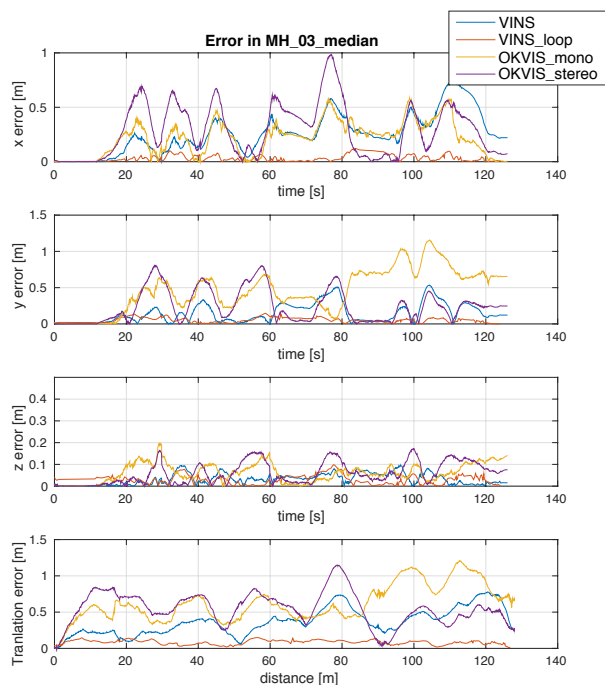 Error in MH_03_median
VINS
VINS_loop
OKVIS_mono
OKVIS_stereo
x error [m]
1
0.5
0
0 20 40 60 80 100 120 140
time [s]
y error [m]
1.5
1
0.5
0
0 20 40 60 80 100 120 140
time [s]
z error [m]
0.4
0.3
0.2
0.1
0
0 20 40 60 80 100 120 140
time [s]
Tranlation error [m]
1.5
1
0.5
0
0 20 40 60 80 100 120 140
distance [m]